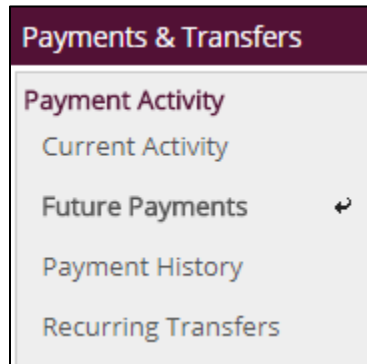 Payments & Transfers
Payment Activity
Current Activity
Future Payments
Payment History
Recurring Transfers